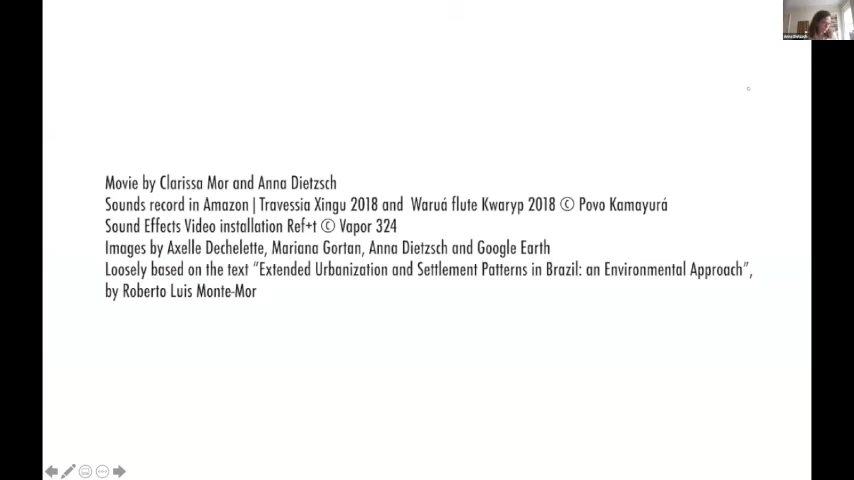 Movie by Clarissa Mor and Anna Dietzsch
Sounds record in Amazon | Travessia Xingu 2018 and Waruá flute Kwaryp 2018 © Povo Kamayurá
Sound Effects Video installation Ref+t © Vapor 324
Images by Axelle Dechelette, Mariana Gortan, Anna Dietzsch and Google Earth
Loosely based on the text “Extended Urbanization and Settlement Patterns in Brazil: an Environmental Approach”,
by Roberto Luis Monte-Mor
Anna Dietzsch